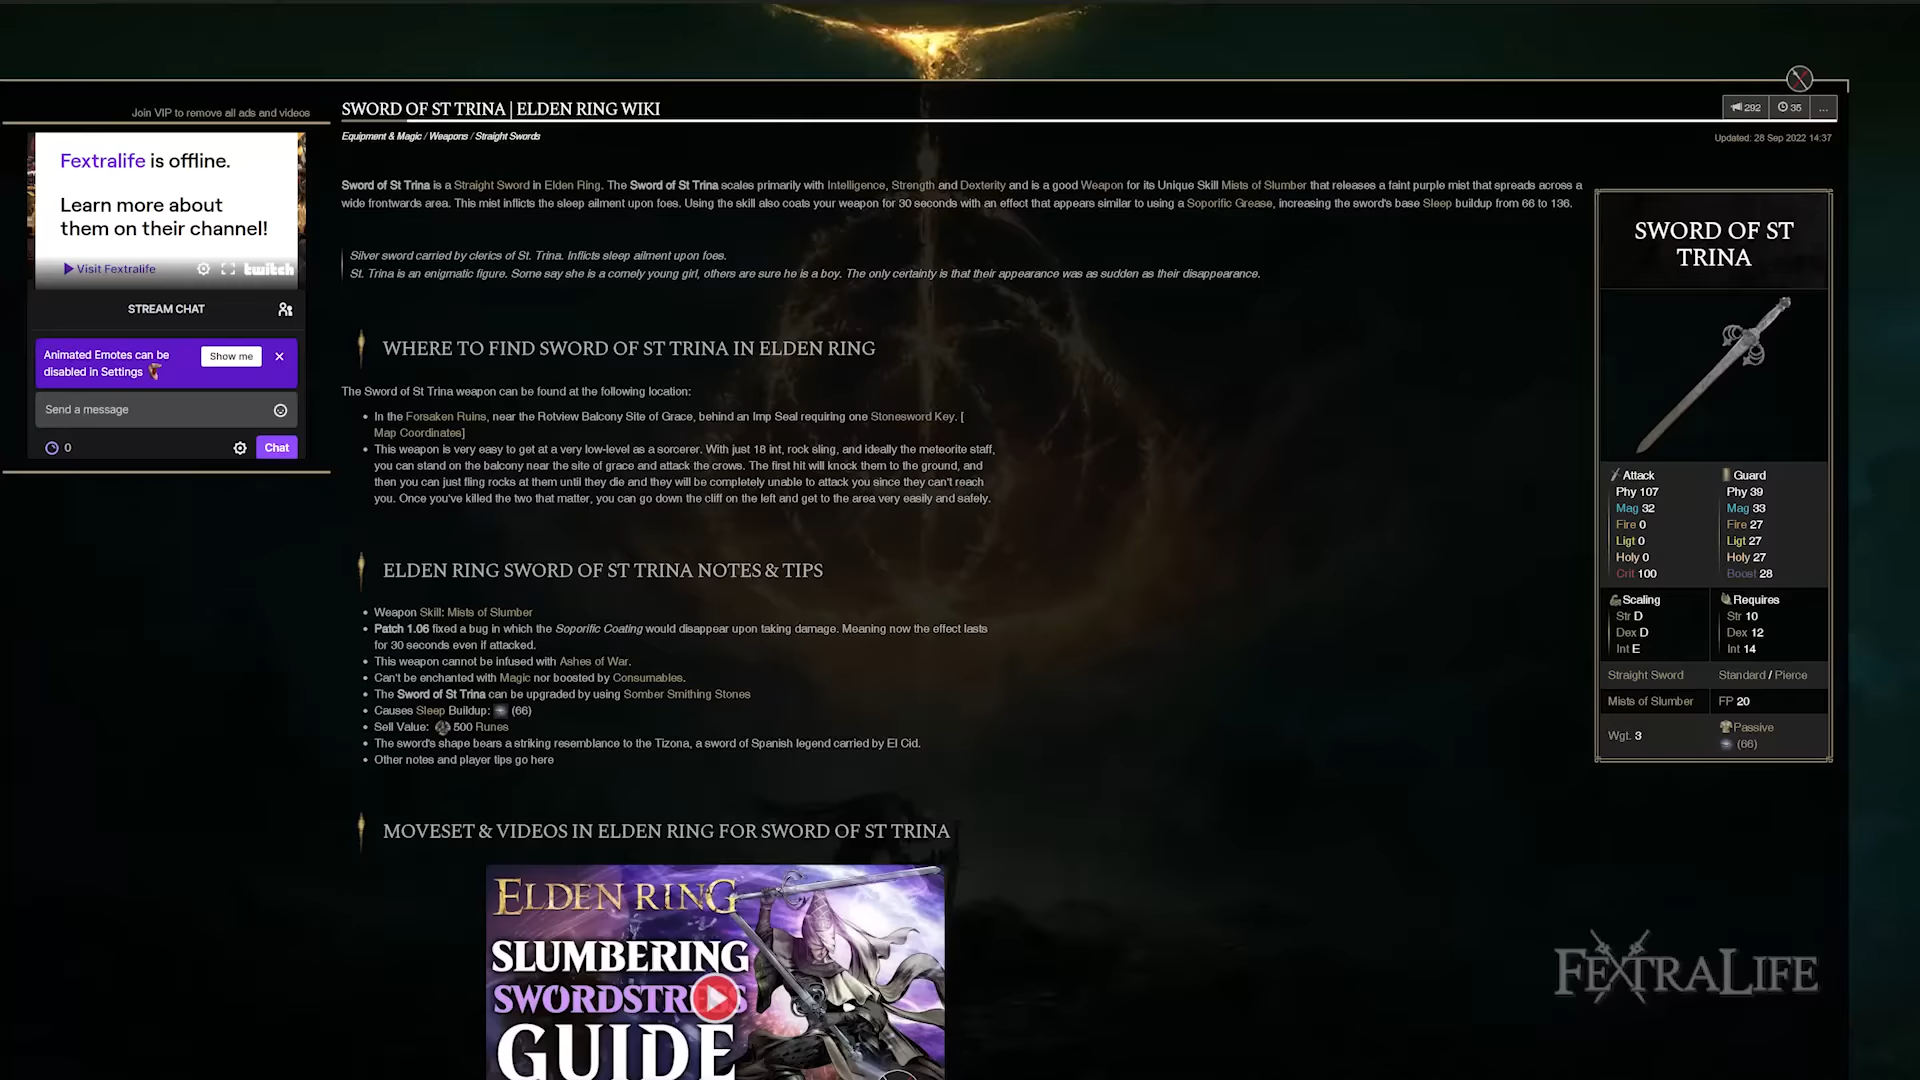 Join VIP to remove all ads and videos
Fextralife is offline.
Learn more about
them on their channel!
Visit Fextralife
twitch
STREAM CHAT
Animated Emotes can be
disabled in Settings
Show me
Send a message
0
Chat
SWORD OF ST TRINA | ELDEN RING WIKI
292
35
...
Equipment & Magic / Weapons / Straight Swords
Updated: 28 Sep 2022 14:37
Sword of St Trina is a Straight Sword in Elden Ring. The Sword of St Trina scales primarily with Intelligence, Strength and Dexterity and is a good Weapon for its Unique Skill Mists of Slumber that releases a faint purple mist that spreads across a
wide frontwards area. This mist inflicts the sleep ailment upon foes. Using the skill also coats your weapon for 30 seconds with an effect that appears similar to using a Soporific Grease, increasing the sword's base Sleep buildup from 66 to 136.
Silver sword carried by clerics of St. Trina. Inflicts sleep ailment upon foes.
St. Trina is an enigmatic figure. Some say she is a comely young girl, others are sure he is a boy. The only certainty is that their appearance was as sudden as their disappearance.
WHERE TO FIND SWORD OF ST TRINA IN ELDEN RING
The Sword of St Trina weapon can be found at the following location:
• In the Forsaken Ruins, near the Rotview Balcony Site of Grace, behind an Imp Seal requiring one Stonesword Key. [
Map Coordinates]
• This weapon is very easy to get at a very low-level as a sorcerer. With just 18 int, rock sling, and ideally the meteorite staff,
you can stand on the balcony near the site of grace and attack the crows. The first hit will knock them to the ground, and
then you can just fling rocks at them until they die and they will be completely unable to attack you since they can't reach
you. Once you've killed the two that matter, you can go down the cliff on the left and get to the area very easily and safely.
ELDEN RING SWORD OF ST TRINA NOTES & TIPS
• Weapon Skill: Mists of Slumber
• Patch 1.06 fixed a bug in which the Soporific Coating would disappear upon taking damage. Meaning now the effect lasts
for 30 seconds even if attacked.
• This weapon cannot be infused with Ashes of War.
• Can't be enchanted with Magic nor boosted by Consumables.
• The Sword of St Trina can be upgraded by using Somber Smithing Stones
• Causes Sleep Buildup: (66)
• Sell Value: 500 Runes
• The sword's shape bears a striking resemblance to the Tizona, a sword of Spanish legend carried by El Cid.
• Other notes and player tips go here
MOVESET & VIDEOS IN ELDEN RING FOR SWORD OF ST TRINA
ELDEN RING
SLUMBERING
GUIDE
SWORD OF ST
TRINA
Attack Guard
Phy 107 Phy 39
Mag 32 Mag 33
Fire 0 Fire 27
Ligt 0 Ligt 27
Holy 0 Holy 27
Crit 100 Boost 28
Scaling Requires
Str D Str 10
Dex D Dex 12
Int E Int 14
Straight Sword Standard / Pierce
Mists of Slumber FP 20
Wgt. 3 Passive
(66)
FEXTRALIFE